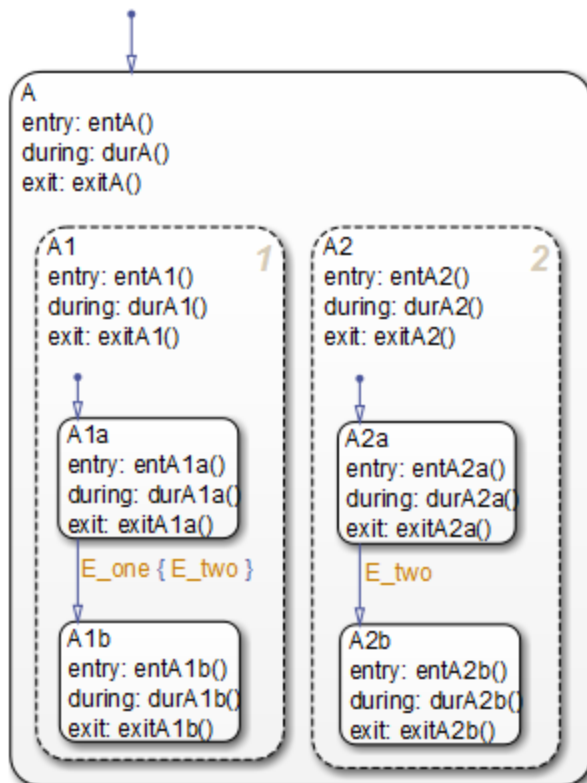 A
entry: entA()
during: durA()
exit: exitA()
A1
1
entry: entA1()
during: durA1()
exit: exitA1()
A1a
entry: entA1a()
during: durA1a()
exit: exitA1a()
E_one { E_two }
A1b
entry: entA1b()
during: durA1b()
exit: exitA1b()
A2
2
entry: entA2()
during: durA2()
exit: exitA2()
A2a
entry: entA2a()
during: durA2a()
exit: exitA2a()
E_two
A2b
entry: entA2b()
during: durA2b()
exit: exitA2b()